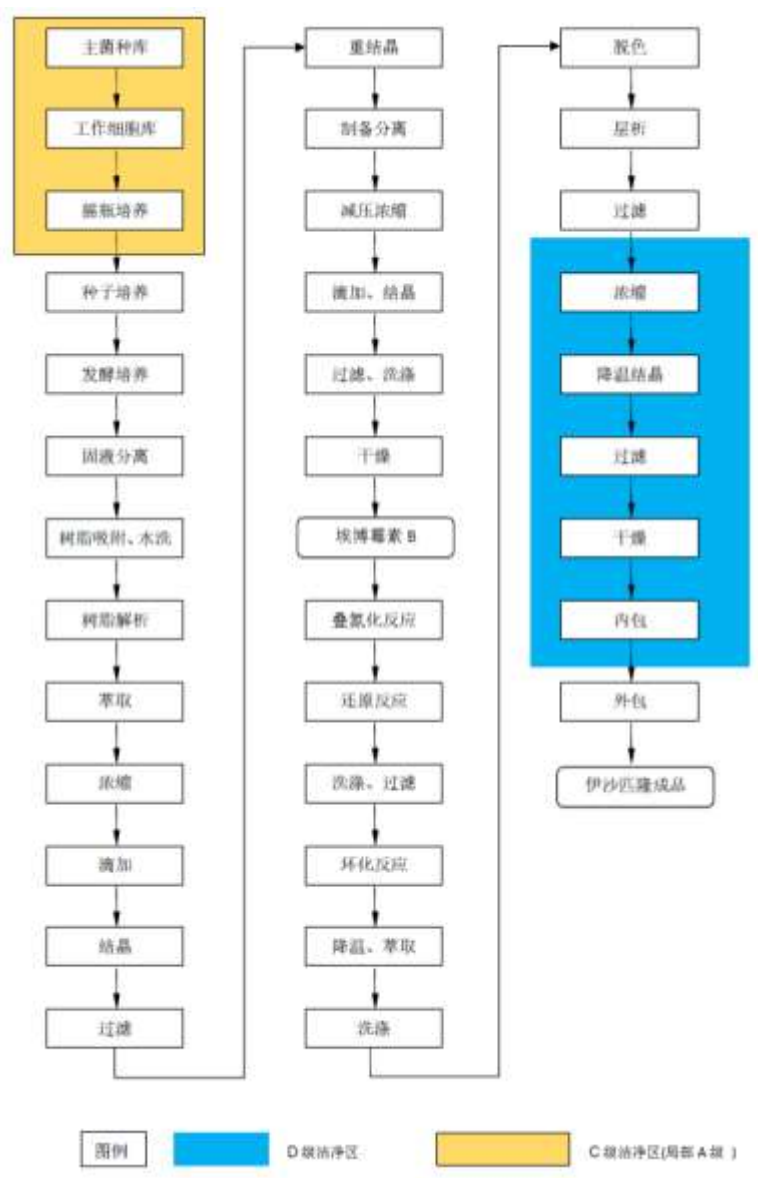 主菌种库
工作细胞库
摇瓶培养
种子培养
发酵培养
固液分离
树脂吸附、水洗
树脂解析
萃取
浓缩
滴加
结晶
过滤
重结晶
制备分离
减压浓缩
滴加、结晶
过滤、洗涤
干燥
埃博霉素 B
叠氮化反应
还原反应
洗涤、过滤
环化反应
降温、萃取
洗涤
脱色
层析
过滤
浓缩
降温结晶
过滤
干燥
内包
外包
伊沙匹隆成品
图例
D 级洁净区
C 级洁净区(局部 A 级 )